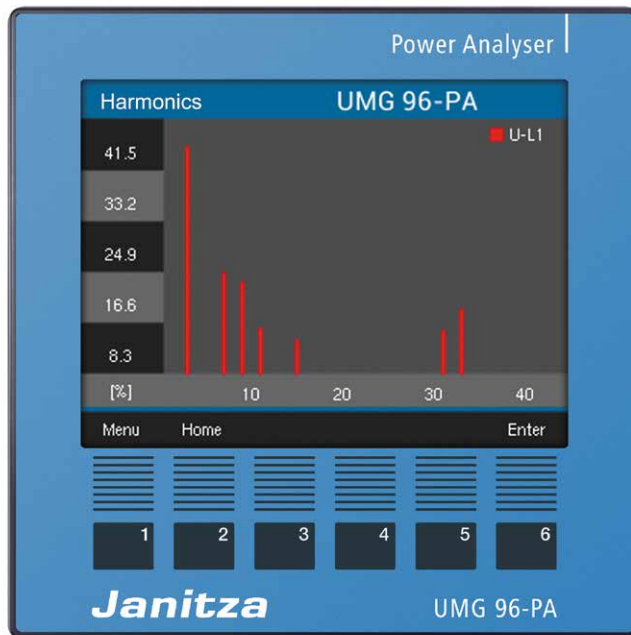 Power Analyser
Harmonics UMG 96-PA
U-L1
41.5
33.2
24.9
16.6
8.3
[%] 10 20 30 40
Menu Home Enter
1 2 3 4 5 6
Janitza UMG 96-PA